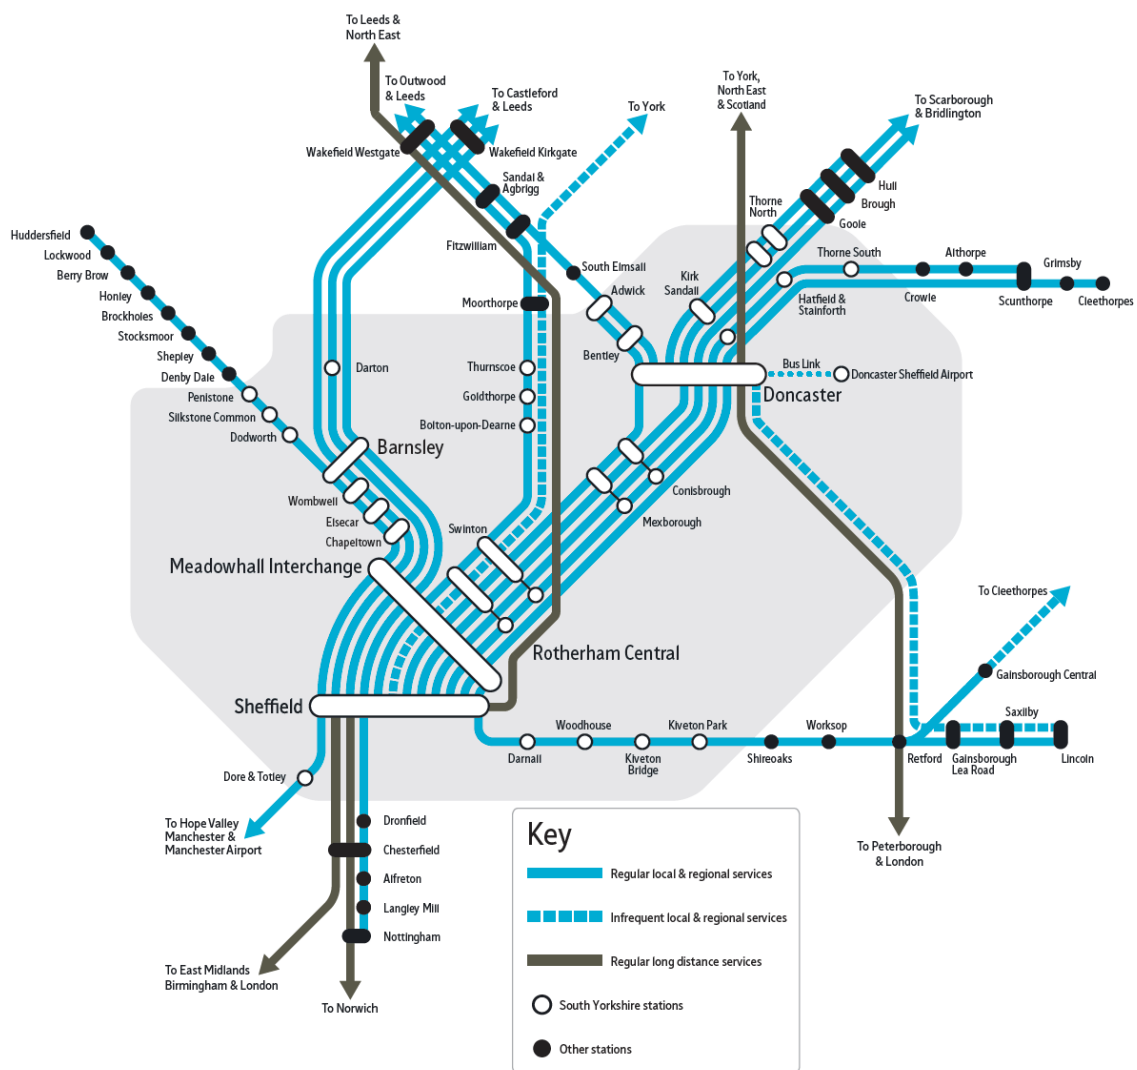 To Leeds &
North East
To Outwood
& Leeds
To Castleford
& Leeds
To York
To York,
North East
& Scotland
To Scarborough
& Bridlington
Wakefield Westgate
Wakefield Kirkgate
Sandal &
Agbrigg
Fitzwilliam
Hull
Brough
Goole
Thorne
North
Huddersfield
Lockwood
Berry Brow
Honley
Brockholes
Stocksmoor
Shepley
Denby Dale
Penistone
Silkstone Common
Dodworth
South Elmsall
Adwick
Bentley
Kirk
Sandall
Thorne South
Althorpe
Grimsby
Hatfield &
Stainforth
Crowle
Scunthorpe
Cleethorpes
Moorthorpe
Thurnscoe
Goldthorpe
Bolton-upon-Dearne
Darton
Bus Link
Doncaster Sheffield Airport
Doncaster
Barnsley
Wombwell
Elsecar
Chapeltown
Conisbrough
Mexborough
Swinton
Meadowhall Interchange
Rotherham Central
Sheffield
To Cleethorpes
Gainsborough Central
Saxilby
Darnall
Woodhouse
Kiveton
Bridge
Kiveton Park
Shireoaks
Worksop
Retford
Gainsborough
Lea Road
Lincoln
Dore & Totley
To Hope Valley
Manchester &
Manchester Airport
Dronfield
Chesterfield
Alfreton
Langley Mill
Nottingham
To East Midlands
Birmingham & London
To Norwich
To Peterborough
& London
Key
Regular local & regional services
Infrequent local & regional services
Regular long distance services
South Yorkshire stations
Other stations